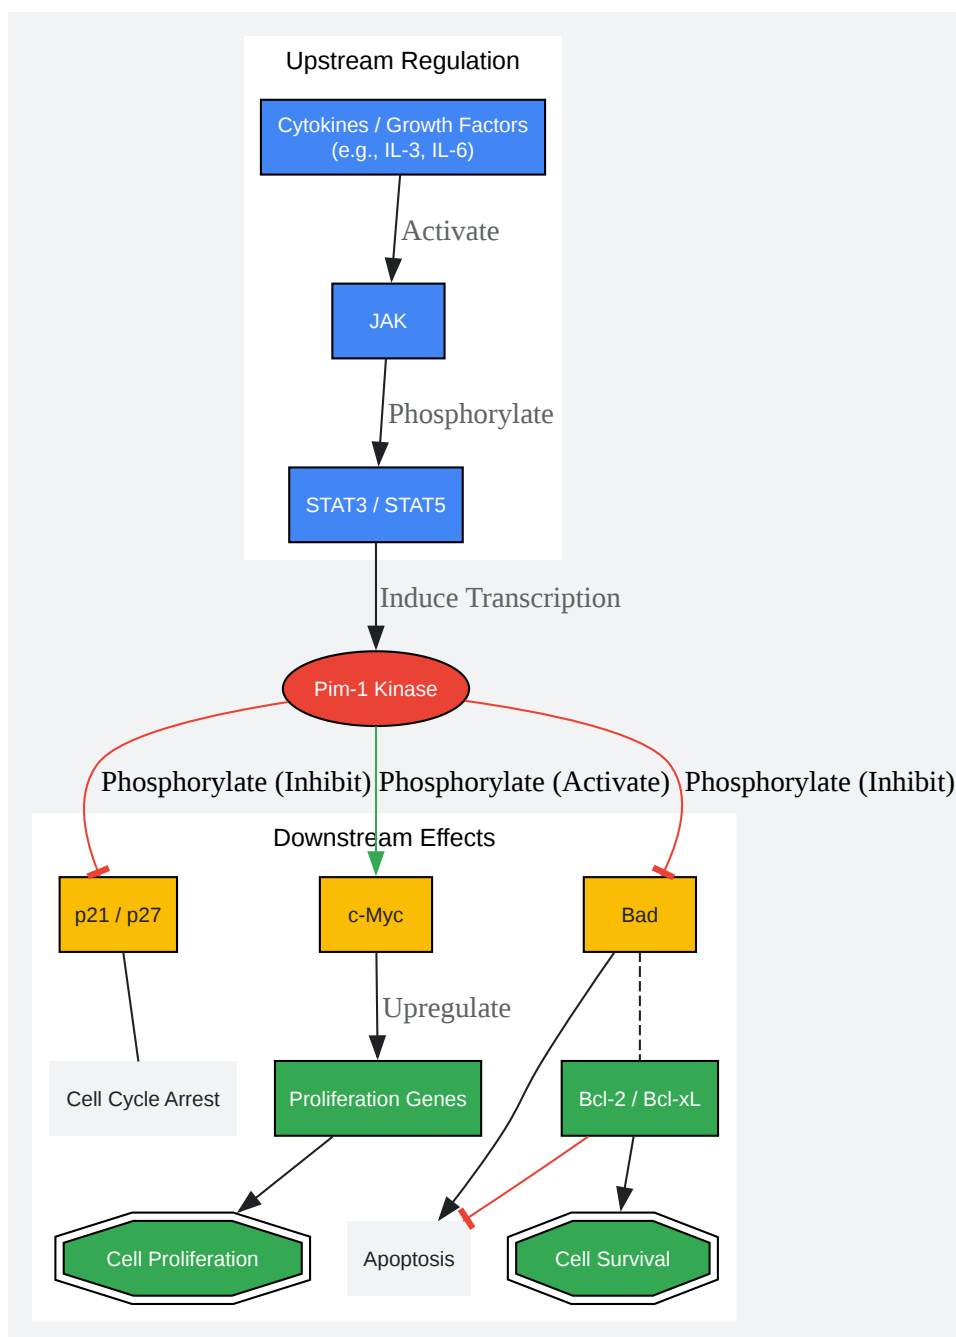 Upstream Regulation
Cytokines / Growth Factors
(e.g., IL-3, IL-6)
Activate
JAK
Phosphorylate
STAT3 / STAT5
Induce Transcription
Pim-1 Kinase
Phosphorylate (Inhibit)
Phosphorylate (Activate)
Phosphorylate (Inhibit)
Downstream Effects
p21 / p27
c-Myc
Bad
Upregulate
Cell Cycle Arrest
Proliferation Genes
Bcl-2 / Bcl-xL
Cell Proliferation
Apoptosis
Cell Survival